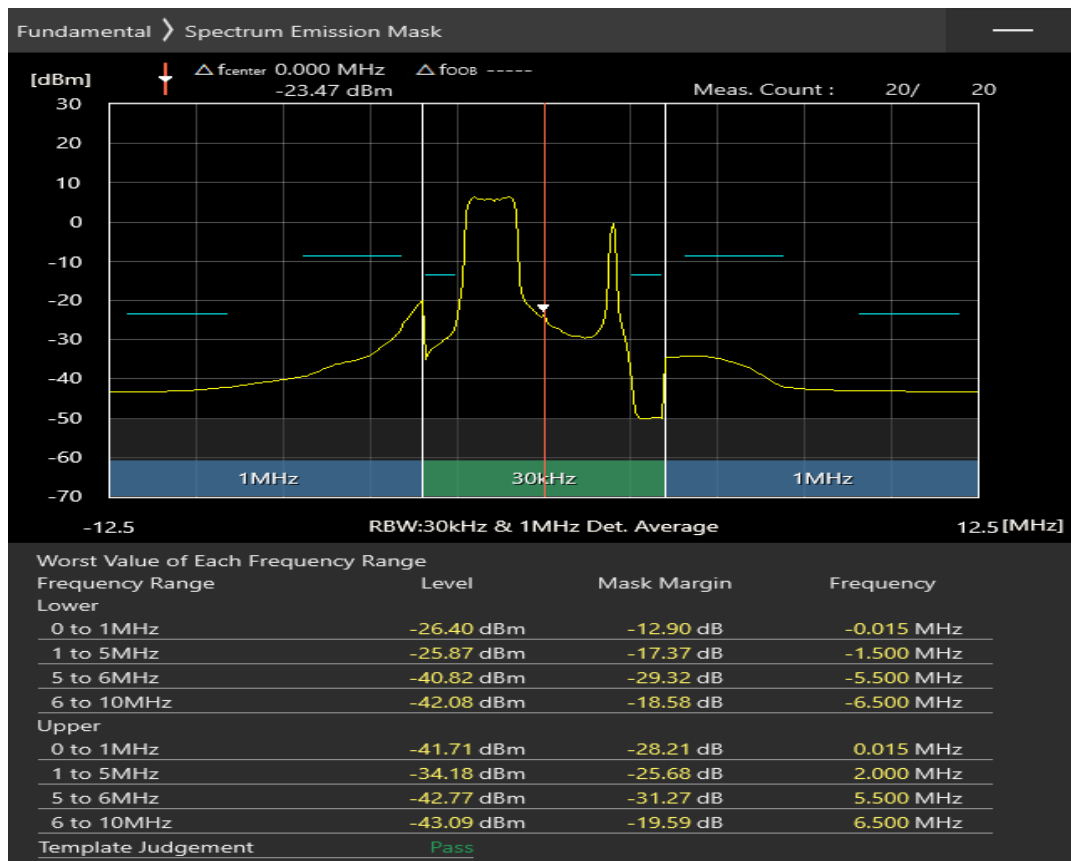 Fundamental ❯ Spectrum Emission Mask
[dBm] △ fcenter 0.000 MHz △ fOOB -----
-23.47 dBm Meas. Count : 20/ 20
30
20
10
0
-10
-20
-30
-40
-50
-60
-70
1MHz 30kHz 1MHz
-12.5 RBW:30kHz & 1MHz Det. Average 12.5 [MHz]
Worst Value of Each Frequency Range
Frequency Range Level Mask Margin Frequency
Lower
0 to 1MHz -26.40 dBm -12.90 dB -0.015 MHz
1 to 5MHz -25.87 dBm -17.37 dB -1.500 MHz
5 to 6MHz -40.82 dBm -29.32 dB -5.500 MHz
6 to 10MHz -42.08 dBm -18.58 dB -6.500 MHz
Upper
0 to 1MHz -41.71 dBm -28.21 dB 0.015 MHz
1 to 5MHz -34.18 dBm -25.68 dB 2.000 MHz
5 to 6MHz -42.77 dBm -31.27 dB 5.500 MHz
6 to 10MHz -43.09 dBm -19.59 dB 6.500 MHz
Template Judgement Pass